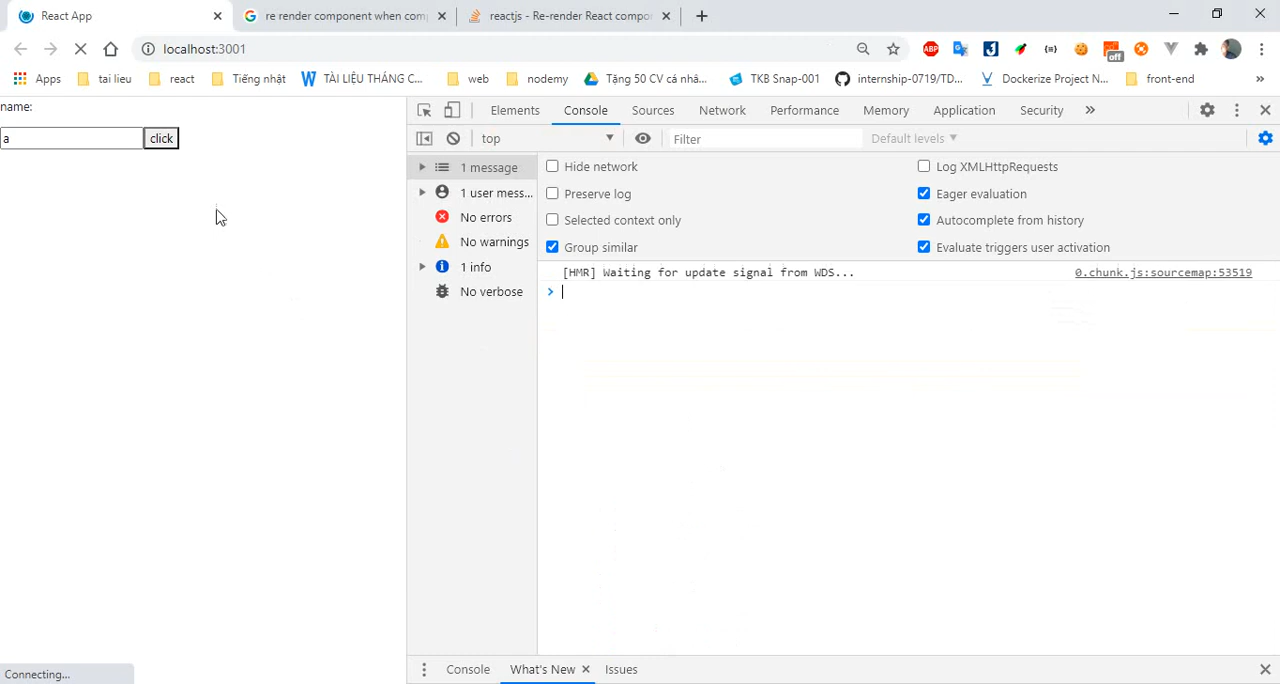 React App
re render component when com
reactjs - Re-render React compo
localhost:3001
ABP
off
Apps
tai lieu
react
Tiếng nhật
TÀI LIỆU THÁNG C...
web
nodemy
Tặng 50 CV cá nhâ...
TKB Snap-001
internship-0719/TD...
Dockerize Project N...
front-end
»
name:
a
click
Elements
Console
Sources
Network
Performance
Memory
Application
Security
»
top
Filter
Default levels
1 message
1 user mess...
No errors
No warnings
1 info
No verbose
Hide network
Log XMLHttpRequests
Preserve log
Eager evaluation
Selected context only
Autocomplete from history
Group similar
Evaluate triggers user activation
[HMR] Waiting for update signal from WDS...
0.chunk.js:sourcemap:53519
>
Connecting...
Console
What's New
Issues